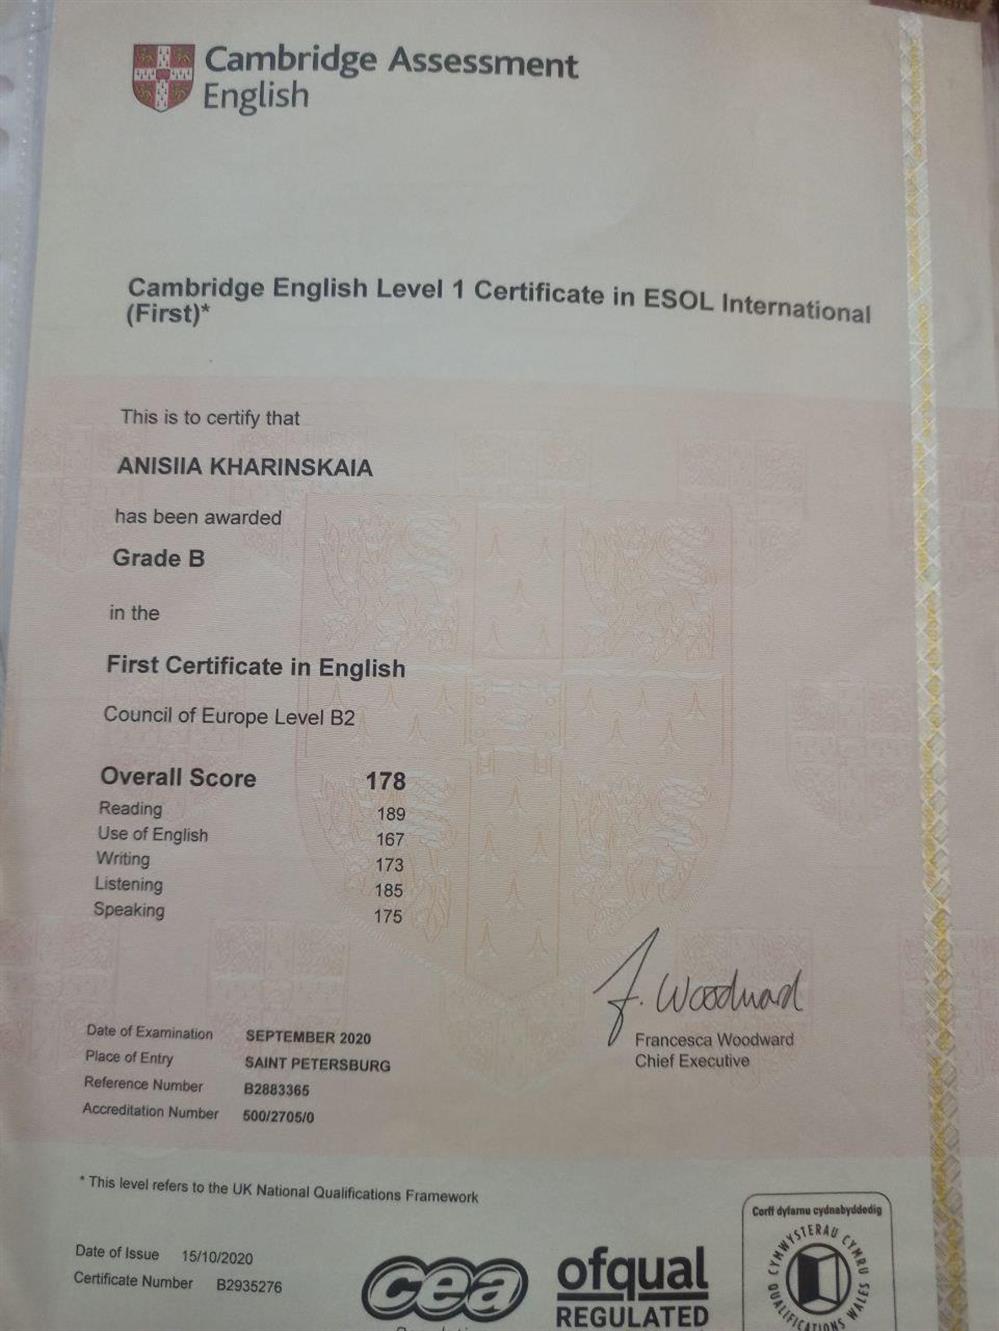 Cambridge Assessment
English
Cambridge English Level 1 Certificate in ESOL International
(First)*
This is to certify that
ANISIIA KHARINSKAIA
has been awarded
Grade B
in the
First Certificate in English
Council of Europe Level B2
Overall Score 178
Reading 189
Use of English 167
Writing 173
Listening 185
Speaking 175
F. Woodward
Francesca Woodward
Chief Executive
Date of Examination SEPTEMBER 2020
Place of Entry SAINT PETERSBURG
Reference Number B2883365
Accreditation Number 500/2705/0
* This level refers to the UK National Qualifications Framework
Date of Issue 15/10/2020
Certificate Number B2935276
cea
ofqual
REGULATED
Corff dyfarnu cydnabyddedig
CYMWYSTERAU CYMRU
QUALIFICATIONS WALES